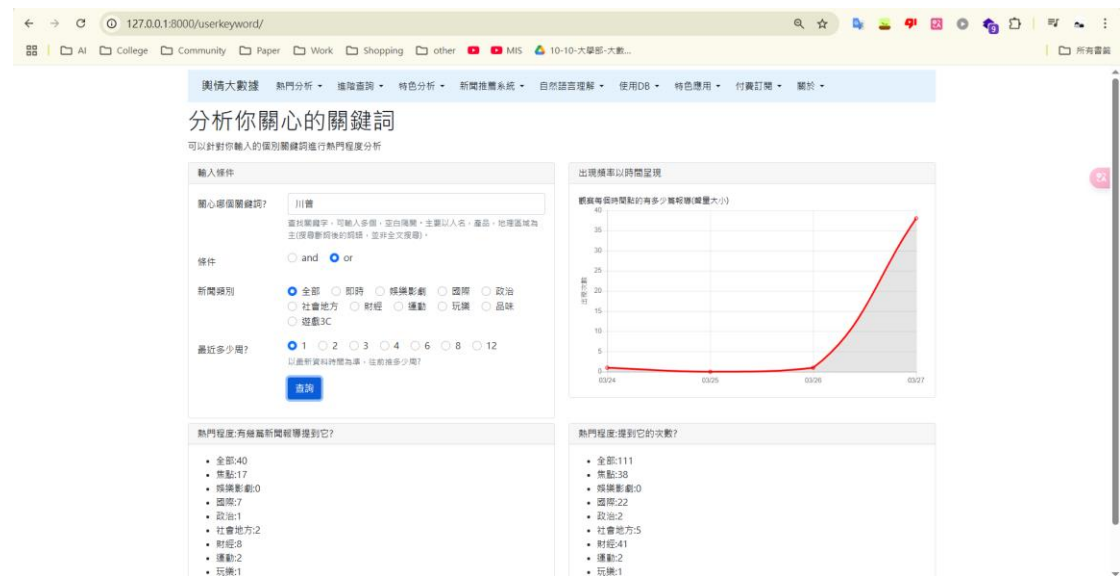 127.0.0.1:8000/userkeyword/
AI College Community Paper Work Shopping other MIS 10-10-大學部-大數... 所有書籤
輿情大數據 熱門分析 進階查詢 特色分析 新聞推薦系統 自然語言理解 使用DB 特色應用 付費訂閱 關於
分析你關心的關鍵詞
可以針對你輸入的個別關鍵詞進行熱門程度分析
輸入條件
關心哪個關鍵詞?
川普
查找關鍵字,可輸入多個,空白隔開。主要以人名、產品、地理區域為
主(搜尋斷詞後的詞類,並非全文搜尋)。
條件
and or
新聞類別
全部 即時 娛樂影劇 國際 政治
社會地方 財經 運動 玩樂 品味
遊戲3C
最近多少周?
1 2 3 4 6 8 12
以最新資料時間為準,往前推多少周?
查詢
出現頻率以時間呈現
觀察每個時間點的有多少篇報導(聲量大小)
出現次數
40
35
30
25
20
15
10
5
0
03/24 03/25 03/26 03/27
熱門程度:有幾篇新聞報導提到它?
全部:40
焦點:17
娛樂影劇:0
國際:7
政治:1
社會地方:2
財經:8
運動:2
玩樂:1
熱門程度:提到它的次數?
全部:111
焦點:38
娛樂影劇:0
國際:22
政治:2
社會地方:5
財經:41
運動:2
玩樂:1